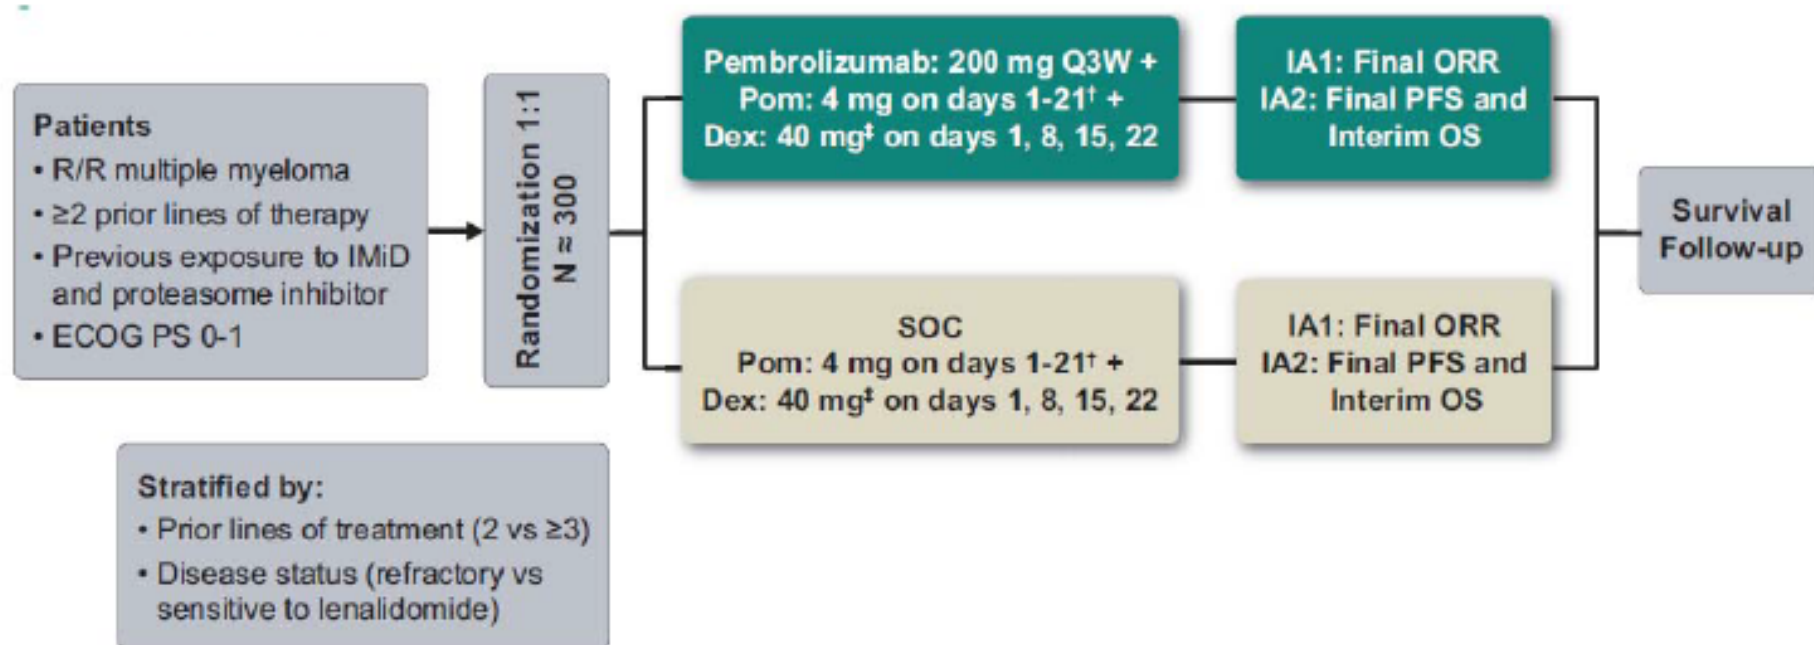 Patients
• R/R multiple myeloma
• ≥2 prior lines of therapy
• Previous exposure to IMiD
and proteasome inhibitor
• ECOG PS 0-1
Randomization 1:1
N ≈ 300
Pembrolizumab: 200 mg Q3W +
Pom: 4 mg on days 1-21† +
Dex: 40 mg‡ on days 1, 8, 15, 22
IA1: Final ORR
IA2: Final PFS and
Interim OS
SOC
Pom: 4 mg on days 1-21† +
Dex: 40 mg‡ on days 1, 8, 15, 22
IA1: Final ORR
IA2: Final PFS and
Interim OS
Survival
Follow-up
Stratified by:
• Prior lines of treatment (2 vs ≥3)
• Disease status (refractory vs
sensitive to lenalidomide)